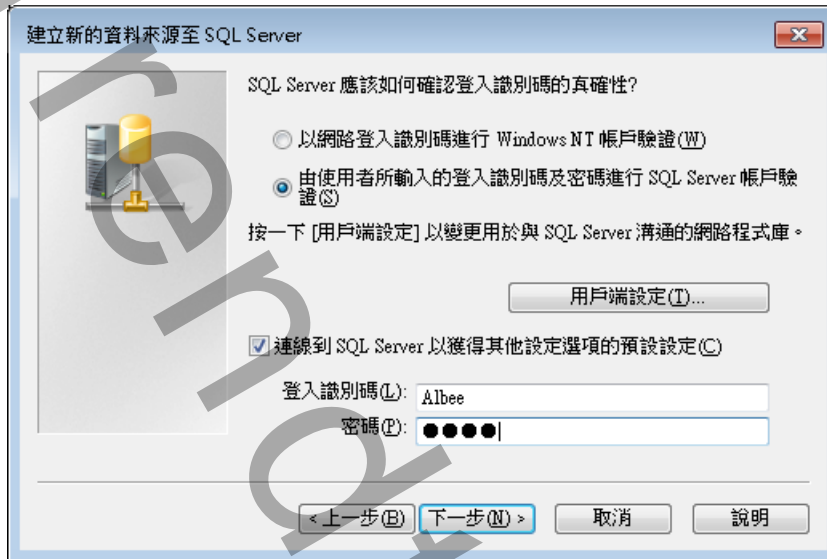 建立新的資料來源至 SQL Server
SQL Server 應該如何確認登入識別碼的真確性?
以網路登入識別碼進行 Windows NT 帳戶驗證(W)
由使用者所輸入的登入識別碼及密碼進行 SQL Server 帳戶驗
證(S)
按一下 [用戶端設定] 以變更用於與 SQL Server 溝通的網路程式庫。
用戶端設定(T)...
連線到 SQL Server 以獲得其他設定選項的預設設定(C)
登入識別碼(L): Albee
密碼(P): ●●●●
<上一步(B) 下一步(N)> 取消 說明